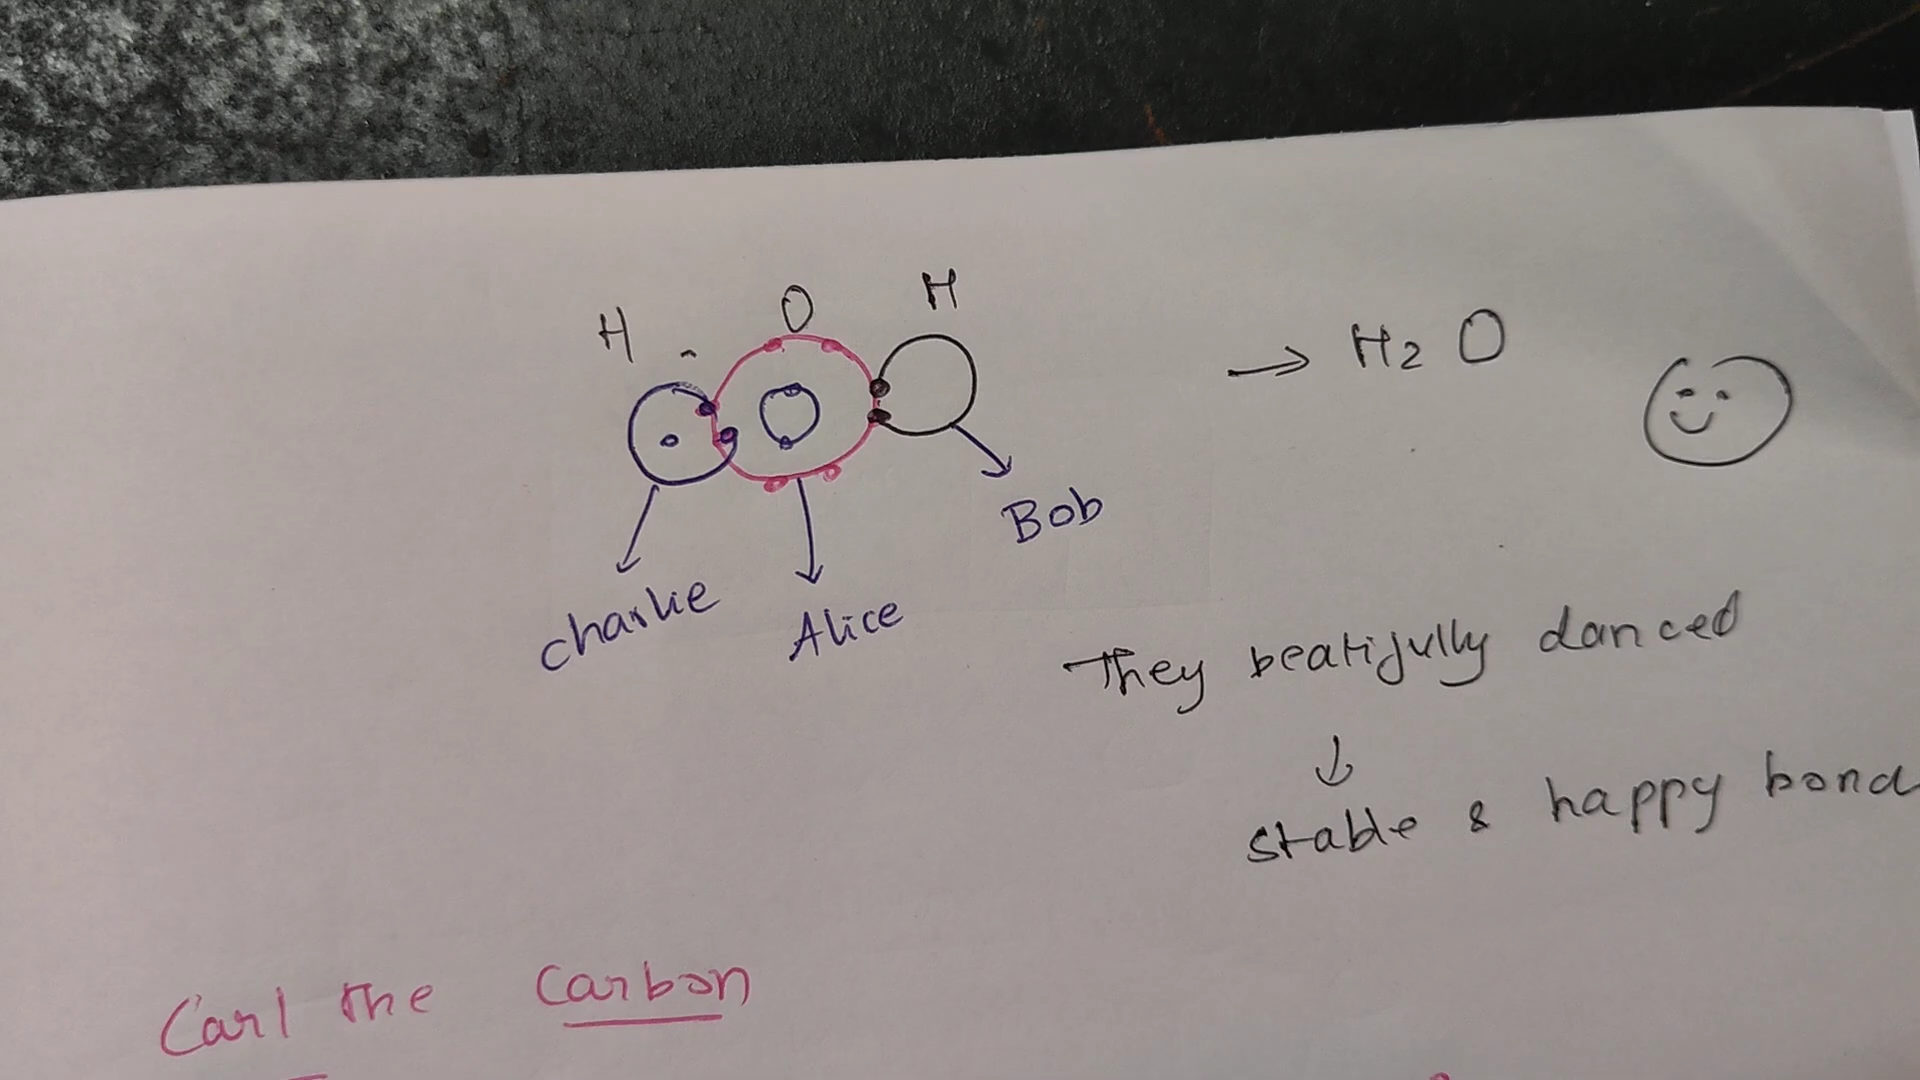 H O H → H2 O
Bob
charlie
Alice
They beatifully danced
↓
stable & happy bond
Carl the Carbon